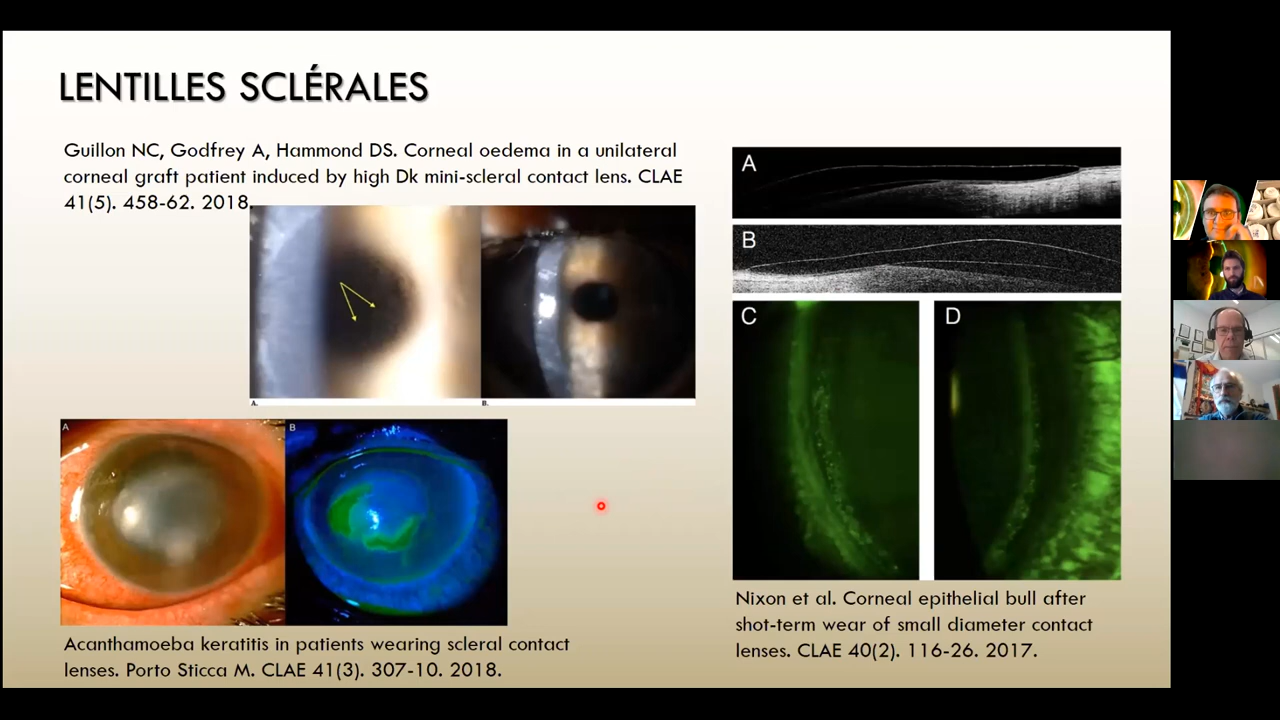 LENTILLES SCLÉRALES
Guillon NC, Godfrey A, Hammond DS. Corneal oedema in a unilateral
corneal graft patient induced by high Dk mini-scleral contact lens. CLAE
41(5). 458-62. 2018.
A.
B.
A
B
Acanthamoeba keratitis in patients wearing scleral contact
lenses. Porto Sticca M. CLAE 41(3). 307-10. 2018.
A
B
C
D
Nixon et al. Corneal epithelial bull after
shot-term wear of small diameter contact
lenses. CLAE 40(2). 116-26. 2017.